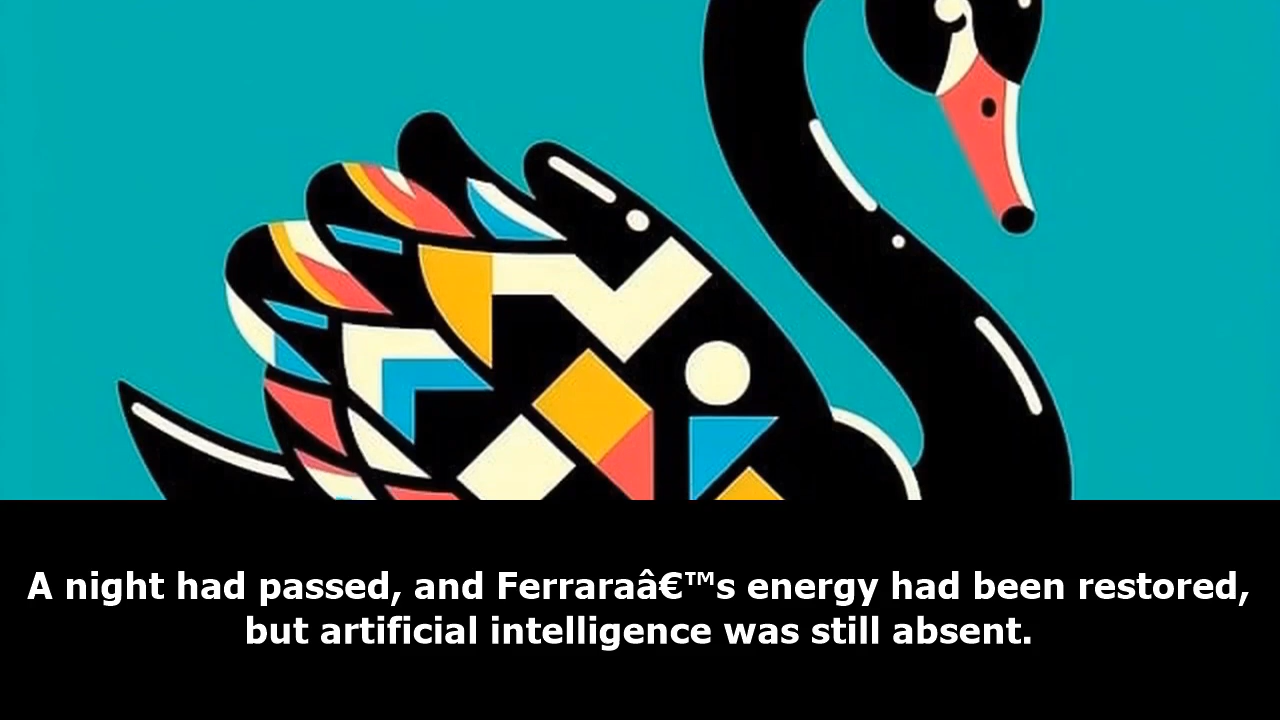 A night had passed, and Ferraraâ€™s energy had been restored,
but artificial intelligence was still absent.